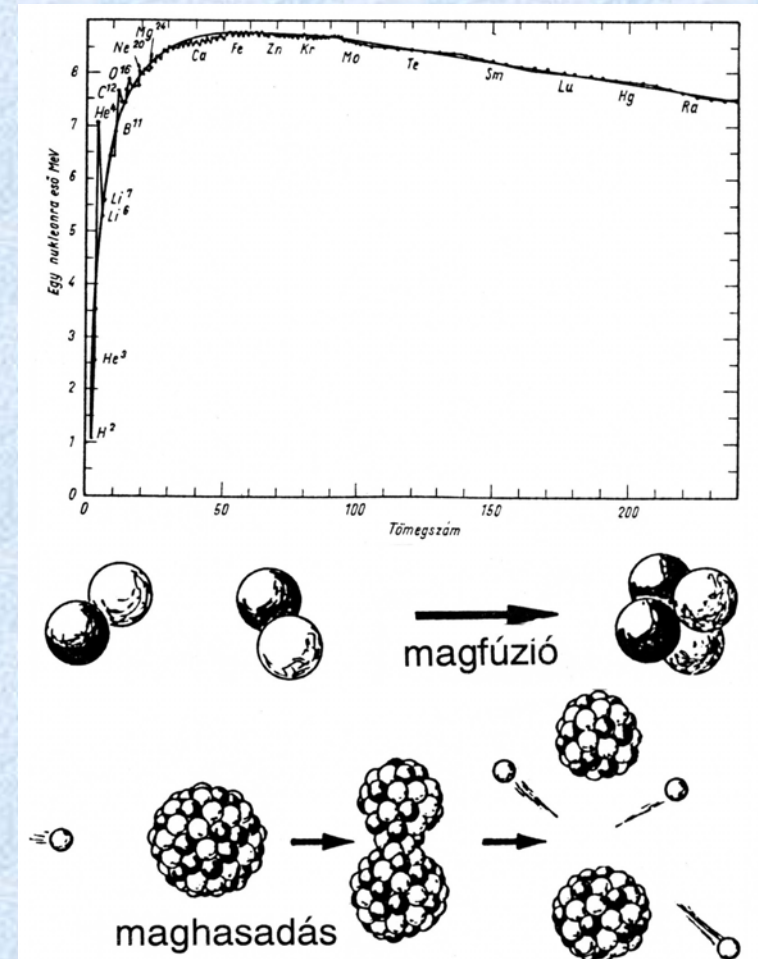 Mg²⁴
Ne²⁰
O¹⁶
C¹²
He⁴
B¹¹
Li⁷
Li⁶
He³
H²
Ca Fe Zn Kr Mo Te Sm Lu Hg Ra
Egy nukleonra eső MeV
8
7
6
5
4
3
2
1
0
0 50 100 150 200
Tömegszám
magfúzió
maghasadás